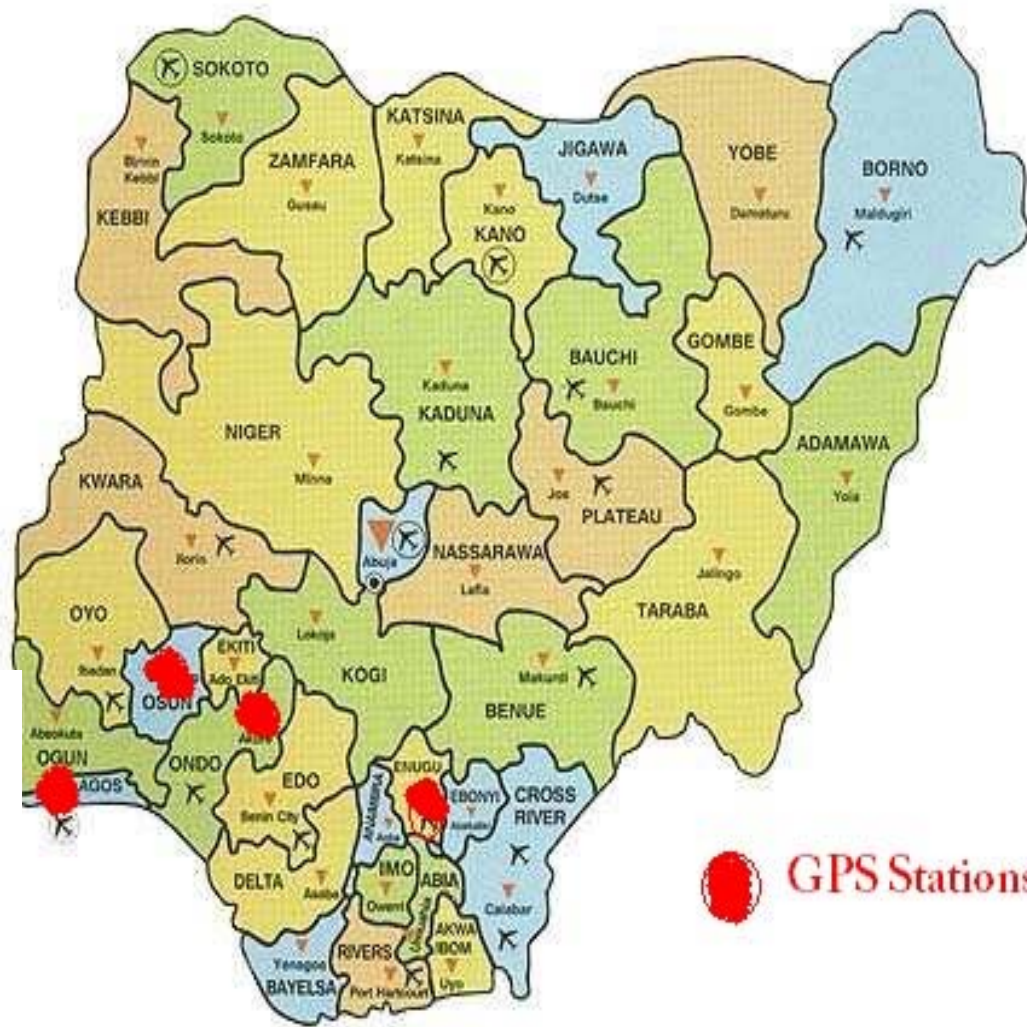 SOKOTO
Sokoto
KATSINA
Katsina
ZAMFARA
Gusau
Birnin
Kebbi
KEBBI
JIGAWA
Dutse
Kano
KANO
YOBE
Damaturu
BORNO
Maldugiri
BAUCHI
Bauchi
GOMBE
Gombe
Kaduna
KADUNA
NIGER
Minna
ADAMAWA
Yola
KWARA
Ilorin
Jos
PLATEAU
Abuja
NASSARAWA
Lafia
Jalingo
TARABA
OYO
Ibadan
EKITI
Ado Ekiti
OSUN
Lokoja
KOGI
Makurdi
BENUE
Abeokuta
OGUN
AGOS
ONDO
EDO
Benin City
ENUGU
ANAMBRA
EBONYI
Abakaliki
CROSS
RIVER
DELTA
Asaba
IMO
Owerri
ABIA
Umuahia
Calabar
AKWA
IBOM
Uyo
RIVERS
Port Harcourt
Yenagoa
BAYELSA
GPS Stations